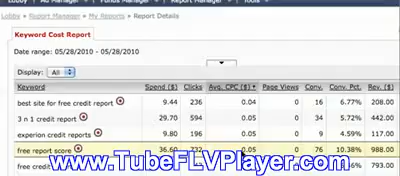 Lobby Ad Manager Funds Manager Report Manager Tools
Lobby » Report Manager » My Reports » Report Details
Keyword Cost Report
Date range: 05/28/2010 - 05/28/2010
Display: All
Keyword Spend ($) Clicks Avg. CPC ($) Page Views Conv. Conv. Pct. Rev. ($)
best site for free credit report 9.44 236 0.04 0 16 6.77% 208.00
3 n 1 credit report 29.70 594 0.05 0 34 5.72% 442.00
experion credit reports 9.80 196 0.05 0 9 4.59% 117.00
free report score 36.60 732 0.05 0 76 10.38% 988.00
free credit 793.00
www.TubeFLVPlayer.com